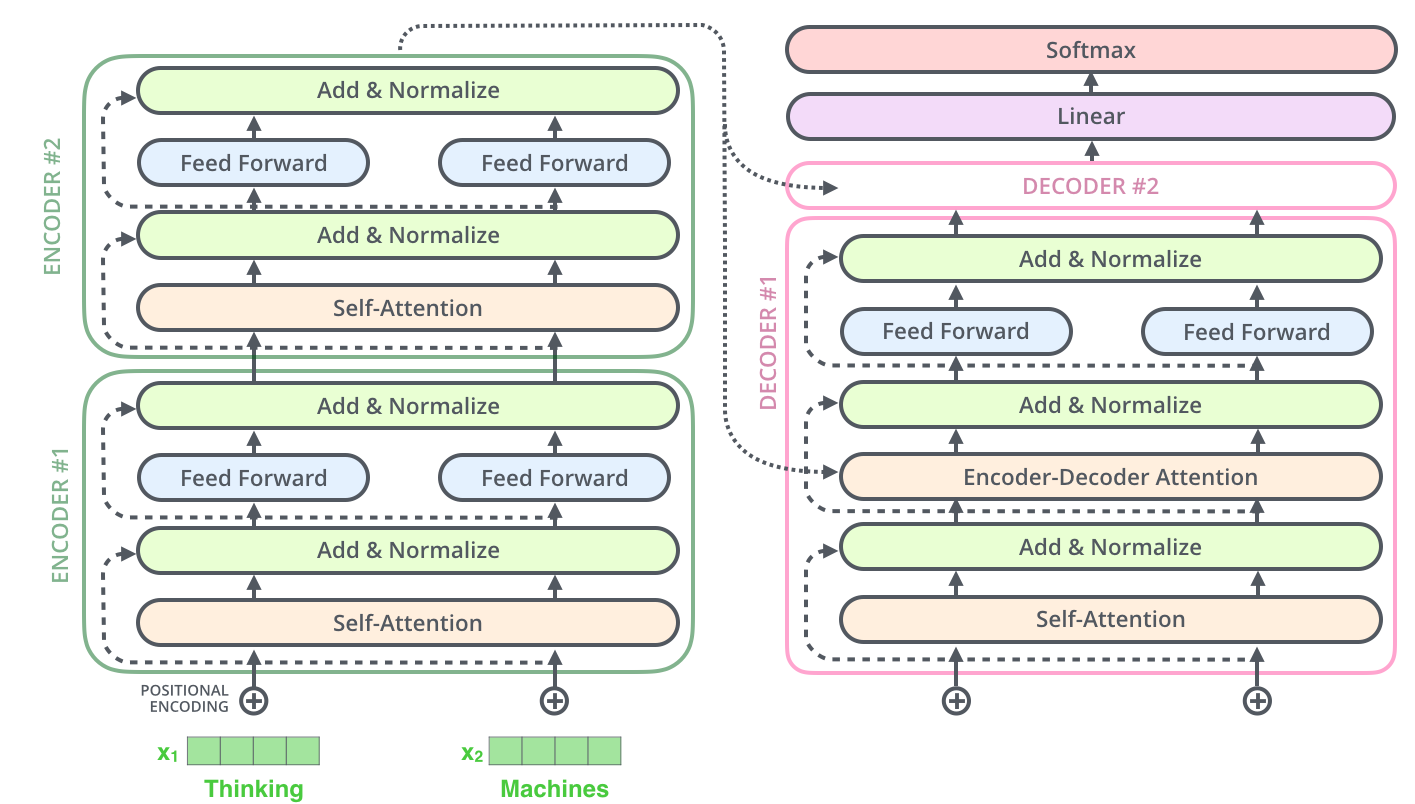 ENCODER #2
Add & Normalize
Feed Forward
Feed Forward
Add & Normalize
Self-Attention
ENCODER #1
Add & Normalize
Feed Forward
Feed Forward
Add & Normalize
Self-Attention
POSITIONAL
ENCODING
x1
x2
Thinking
Machines
Softmax
Linear
DECODER #2
DECODER #1
Add & Normalize
Feed Forward
Feed Forward
Add & Normalize
Encoder-Decoder Attention
Add & Normalize
Self-Attention